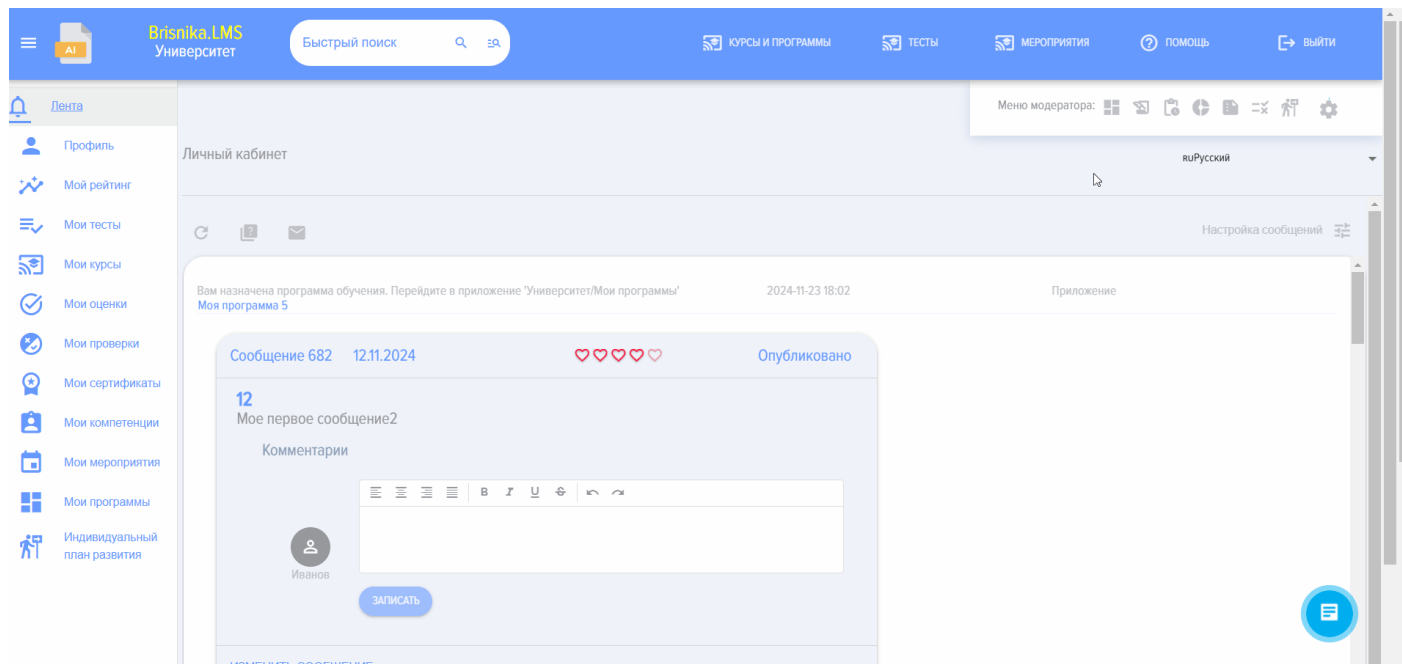 AI
Brisnika.LMS
Университет
Быстрый поиск
КУРСЫ И ПРОГРАММЫ
ТЕСТЫ
МЕРОПРИЯТИЯ
ПОМОЩЬ
ВЫЙТИ
Меню модератора:
Лента
Профиль
Мой рейтинг
Мои тесты
Мои курсы
Мои оценки
Мои проверки
Мои сертификаты
Мои компетенции
Мои мероприятия
Мои программы
Индивидуальный
план развития
Личный кабинет
RUРусский
Настройка сообщений
Вам назначена программа обучения. Перейдите в приложение 'Университет/Мои программы'
2024-11-23 18:02
Приложение
Моя программа 5
Сообщение 682 12.11.2024
Опубликовано
12
Мое первое сообщение2
Комментарии
B I U S
Иванов
ЗАПИСАТЬ
ИЗМЕНИТЬ СООБЩЕНИЕ